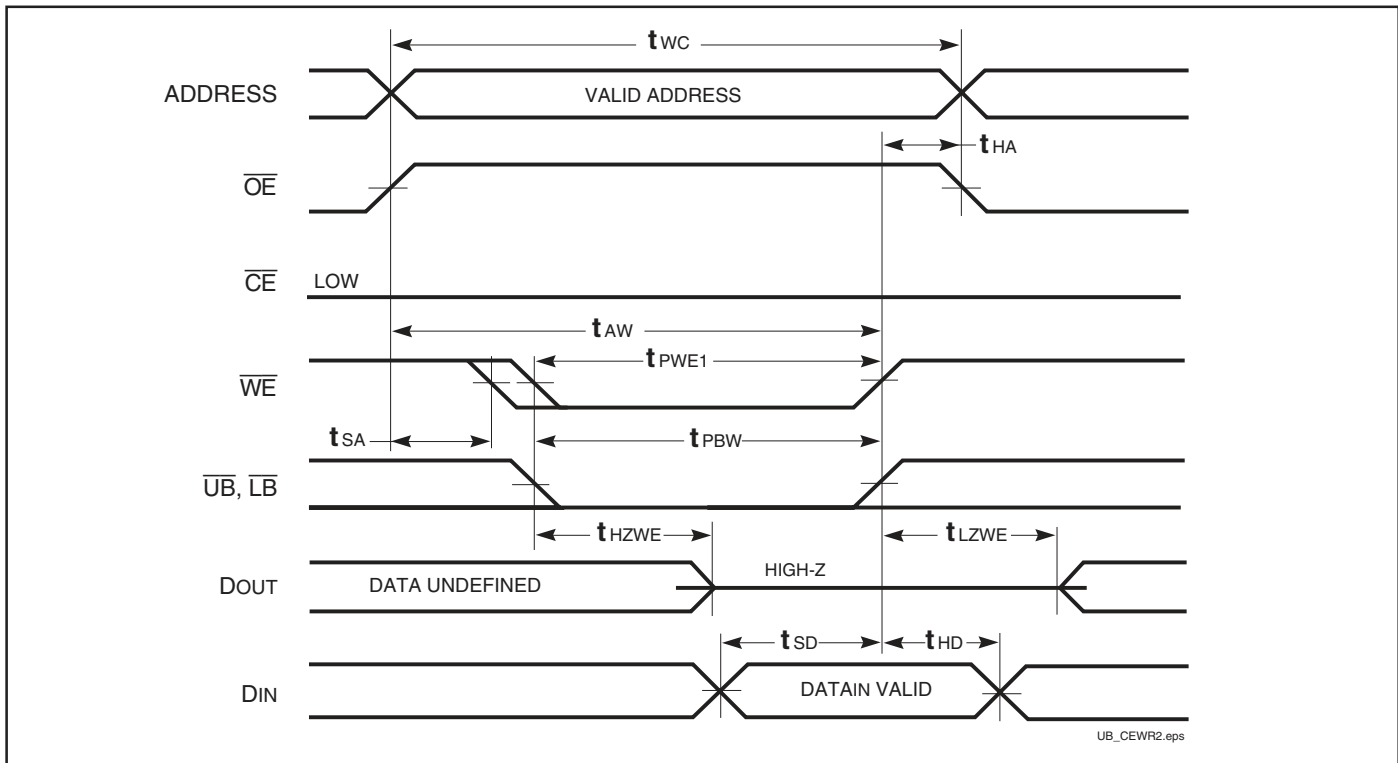 tWC
ADDRESS
VALID ADDRESS
tHA
OE
CE
LOW
tAW
tPWE1
WE
tSA
tPBW
UB, LB
tHZWE
tLZWE
DOUT
DATA UNDEFINED
HIGH-Z
tSD
tHD
DIN
DATAIN VALID
UB_CEWR2.eps